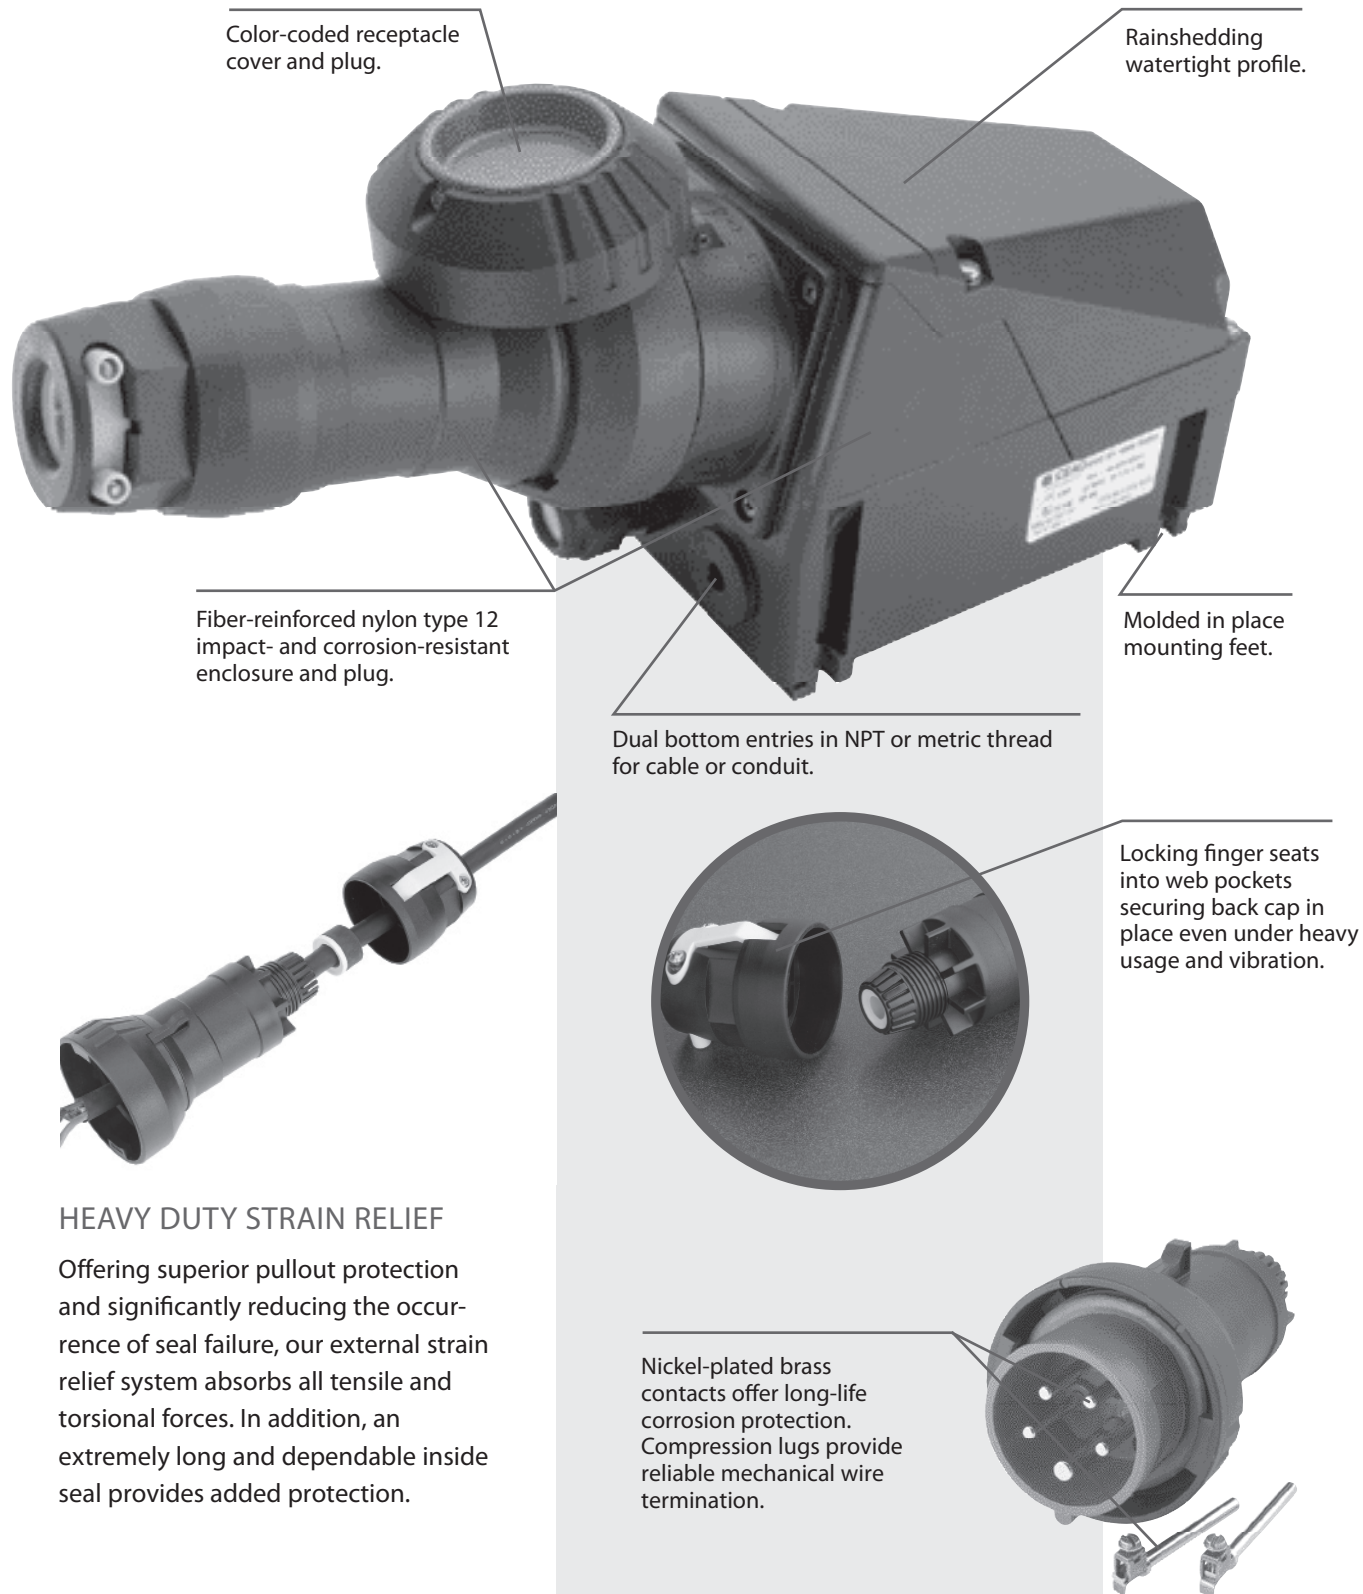 Color-coded receptacle
cover and plug.
Rainshedding
watertight profile.
CEAG
Fiber-reinforced nylon type 12
impact- and corrosion-resistant
enclosure and plug.
Molded in place
mounting feet.
Dual bottom entries in NPT or metric thread
for cable or conduit.
Locking finger seats
into web pockets
securing back cap in
place even under heavy
usage and vibration.
HEAVY DUTY STRAIN RELIEF
Offering superior pullout protection
and significantly reducing the occur-
rence of seal failure, our external strain
relief system absorbs all tensile and
torsional forces. In addition, an
extremely long and dependable inside
seal provides added protection.
Nickel-plated brass
contacts offer long-life
corrosion protection.
Compression lugs provide
reliable mechanical wire
termination.